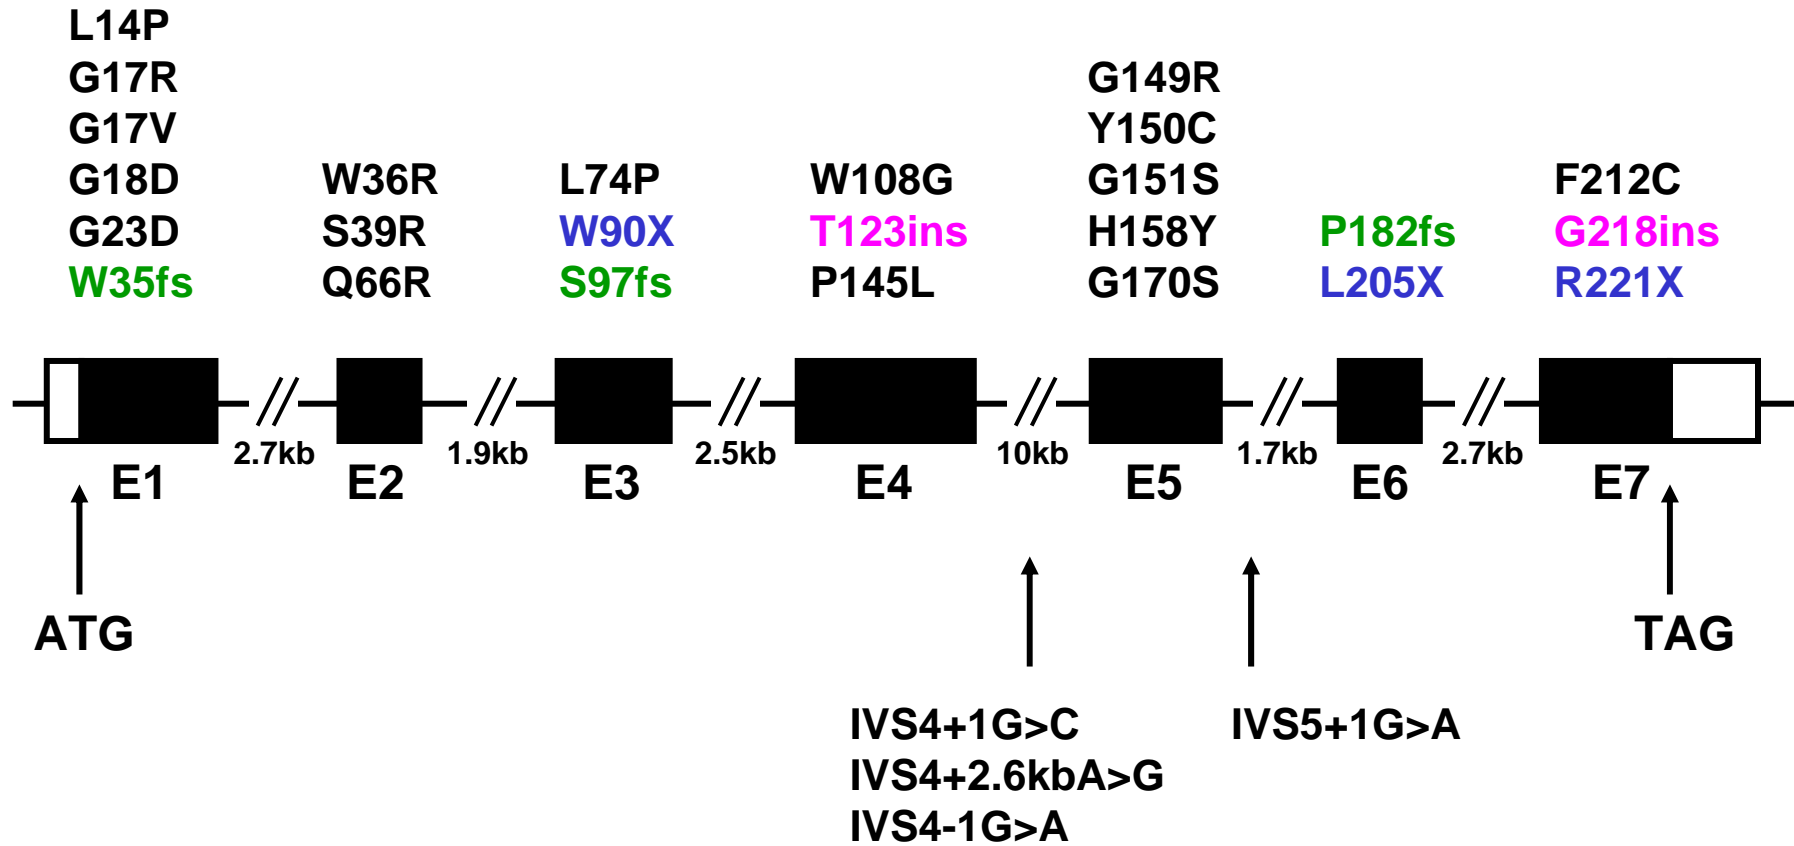 L14P
G17R
G17V
G18D
G23D
W35fs
W36R
S39R
Q66R
L74P
W90X
S97fs
W108G
T123ins
P145L
G149R
Y150C
G151S
H158Y
G170S
P182fs
L205X
F212C
G218ins
R221X
2.7kb
1.9kb
2.5kb
10kb
1.7kb
2.7kb
E1
E2
E3
E4
E5
E6
E7
ATG
TAG
IVS4+1G>C
IVS4+2.6kbA>G
IVS4-1G>A
IVS5+1G>A